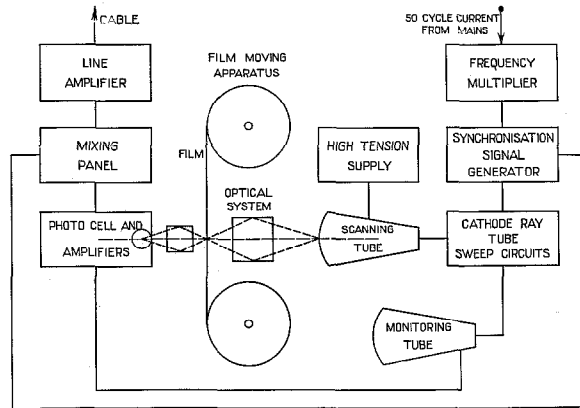 CABLE
50 CYCLE CURRENT
FROM MAINS
LINE
AMPLIFIER
FILM MOVING
APPARATUS
FREQUENCY
MULTIPLIER
MIXING
PANEL
FILM
HIGH TENSION
SUPPLY
SYNCHRONISATION
SIGNAL
GENERATOR
OPTICAL
SYSTEM
PHOTO CELL AND
AMPLIFIERS
SCANNING
TUBE
CATHODE RAY
TUBE
SWEEP CIRCUITS
MONITORING
TUBE